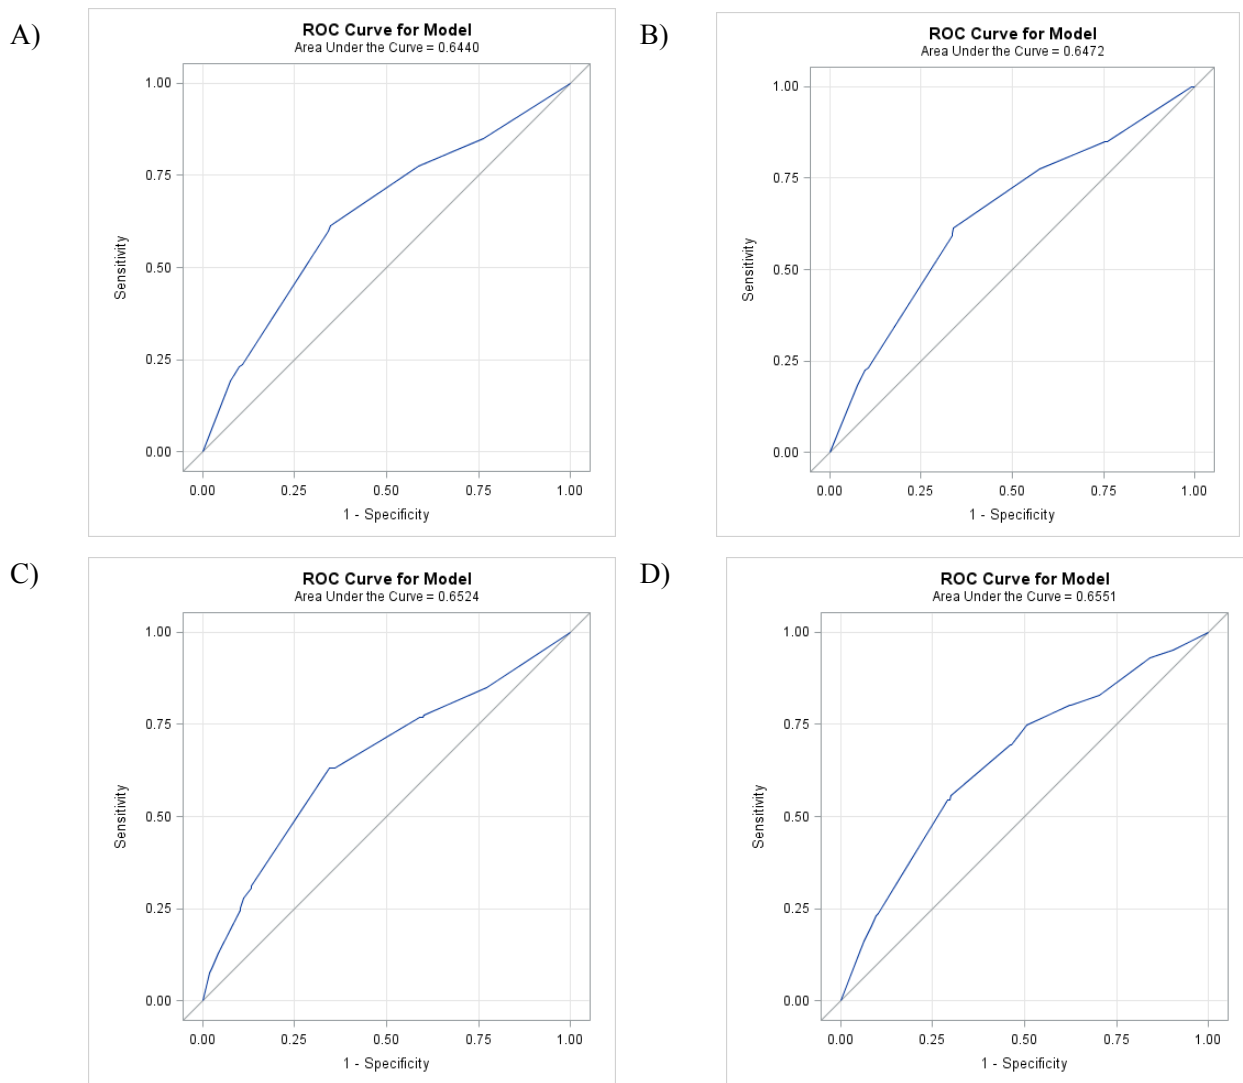 A)
ROC Curve for Model
Area Under the Curve = 0.6440
1.00
0.75
0.50
0.25
0.00
Sensitivity
0.00 0.25 0.50 0.75 1.00
1 - Specificity
B)
ROC Curve for Model
Area Under the Curve = 0.6472
1.00
0.75
0.50
0.25
0.00
Sensitivity
0.00 0.25 0.50 0.75 1.00
1 - Specificity
C)
ROC Curve for Model
Area Under the Curve = 0.6524
1.00
0.75
0.50
0.25
0.00
Sensitivity
0.00 0.25 0.50 0.75 1.00
1 - Specificity
D)
ROC Curve for Model
Area Under the Curve = 0.6551
1.00
0.75
0.50
0.25
0.00
Sensitivity
0.00 0.25 0.50 0.75 1.00
1 - Specificity